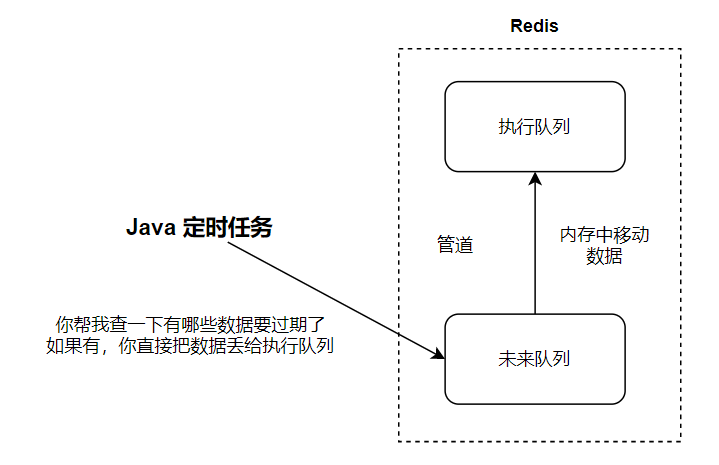 Redis
执行队列
Java 定时任务
管道
内存中移动
数据
你帮我查一下有哪些数据要过期了
如果有，你直接把数据丢给执行队列
未来队列